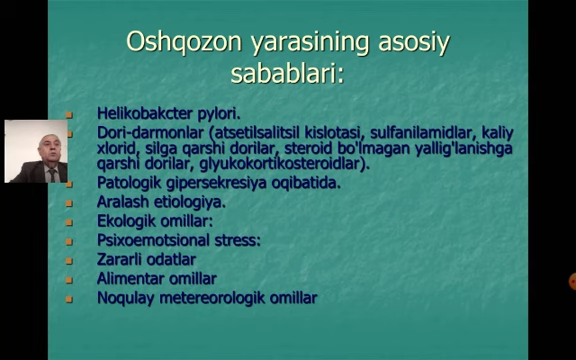 Oshqozon yarasining asosiy
sabablari:
Helikobakcter pylori.
Dori-darmonlar (atsetilsalitsil kislotasi, sulfanilamidlar, kaliy
xlorid, silga qarshi dorilar, steroid bo'lmagan yallig'lanishga
qarshi dorilar, glyukokortikosteroidlar).
Patologik gipersekresiya oqibatida.
Aralash etiologiya.
Ekologik omillar:
Psixoemotsional stress:
Zararli odatlar
Alimentar omillar
Noqulay metereorologik omillar